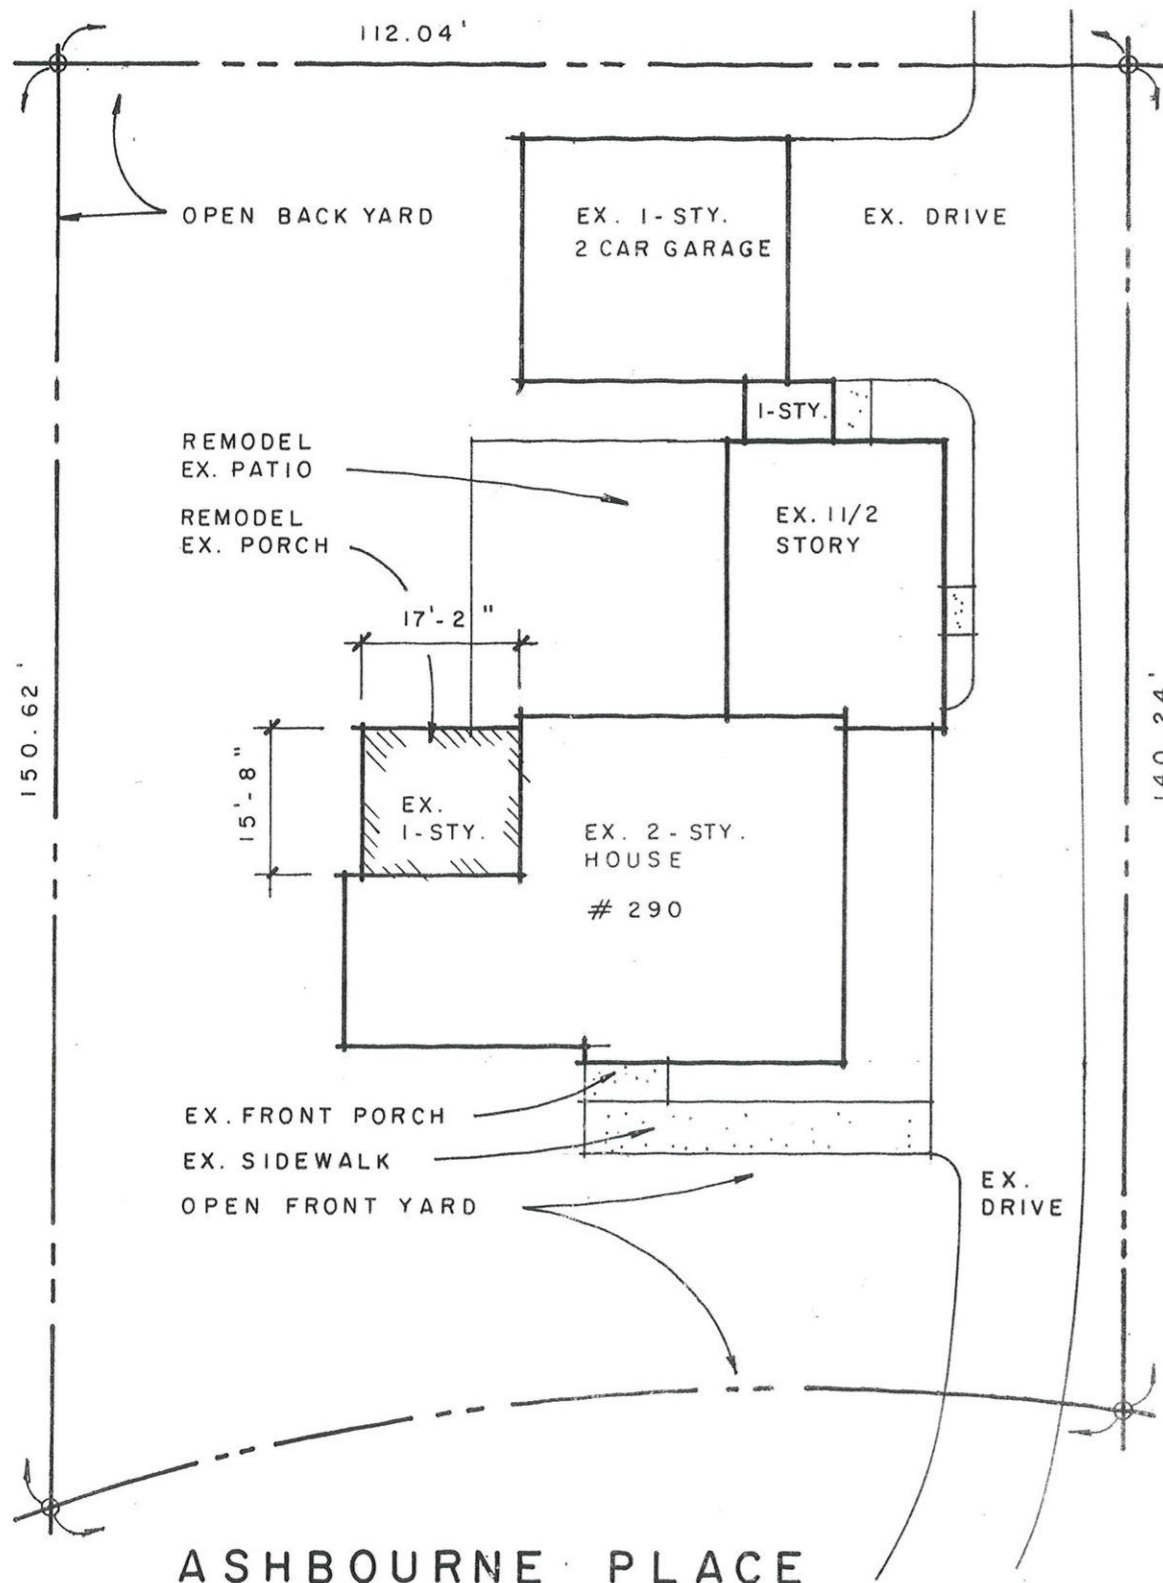 112.04'
OPEN BACK YARD
EX. 1-STY.
2 CAR GARAGE
EX. DRIVE
1-STY.
REMODEL
EX. PATIO
REMODEL
EX. PORCH
EX. 11/2
STORY
17'-2"
150.62'
140.24'
15'-8"
EX.
1-STY.
EX. 2-STY.
HOUSE
# 290
EX. FRONT PORCH
EX. SIDEWALK
OPEN FRONT YARD
EX.
DRIVE
ASHBOURNE PLACE